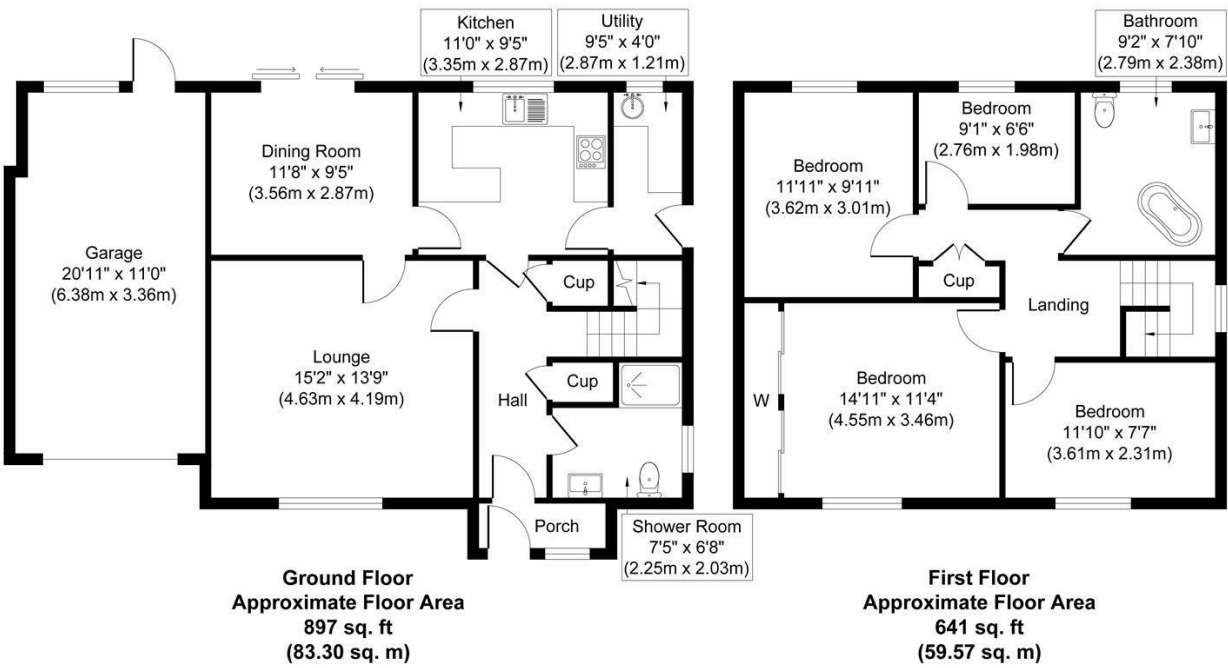 Kitchen
11'0" x 9'5"
(3.35m x 2.87m)
Utility
9'5" x 4'0"
(2.87m x 1.21m)
Dining Room
11'8" x 9'5"
(3.56m x 2.87m)
Garage
20'11" x 11'0"
(6.38m x 3.36m)
Cup
Lounge
15'2" x 13'9"
(4.63m x 4.19m)
Cup
Hall
Porch
Shower Room
7'5" x 6'8"
(2.25m x 2.03m)
Ground Floor
Approximate Floor Area
897 sq. ft
(83.30 sq. m)
Bathroom
9'2" x 7'10"
(2.79m x 2.38m)
Bedroom
9'1" x 6'6"
(2.76m x 1.98m)
Bedroom
11'11" x 9'11"
(3.62m x 3.01m)
Cup
Landing
W
Bedroom
14'11" x 11'4"
(4.55m x 3.46m)
Bedroom
11'10" x 7'7"
(3.61m x 2.31m)
First Floor
Approximate Floor Area
641 sq. ft
(59.57 sq. m)